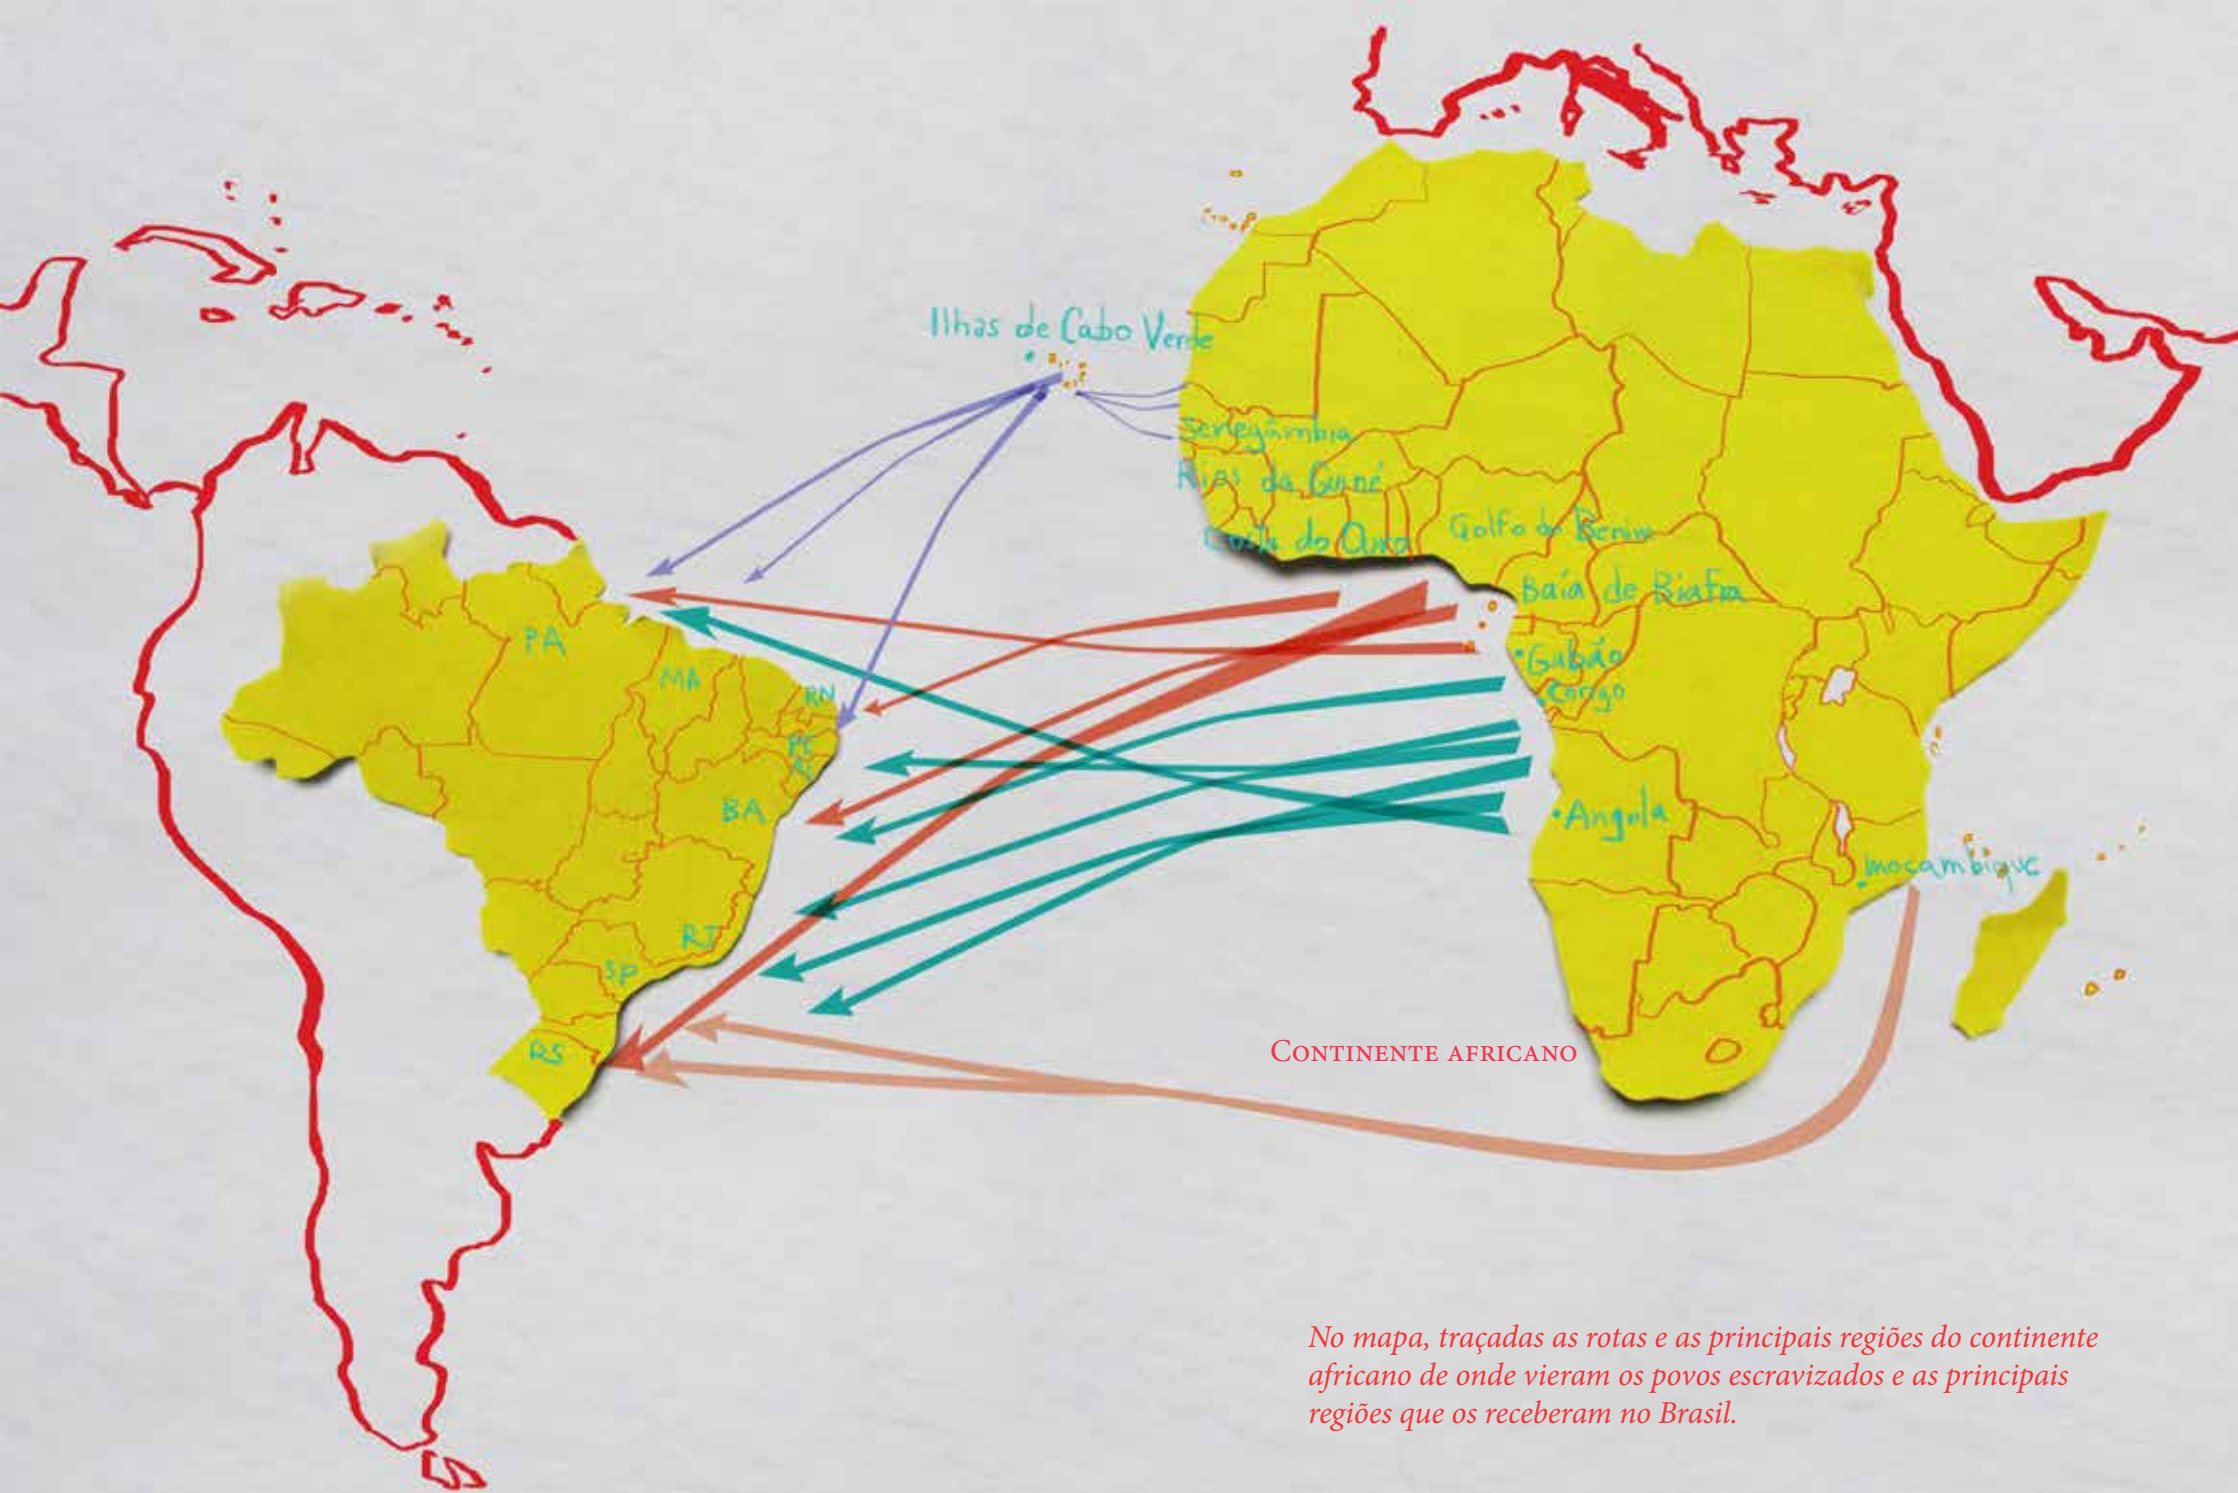 Ilhas de Cabo Verde
Senegâmbia
Rios da Guiné
Costa do Ouro
Golfo do Benim
Baía de Biafra
Gabão
Congo
Angola
Moçambique
PA
MA
RN
PE
AL
BA
RJ
SP
RS
Continente africano
No mapa, traçadas as rotas e as principais regiões do continente
africano de onde vieram os povos escravizados e as principais
regiões que os receberam no Brasil.